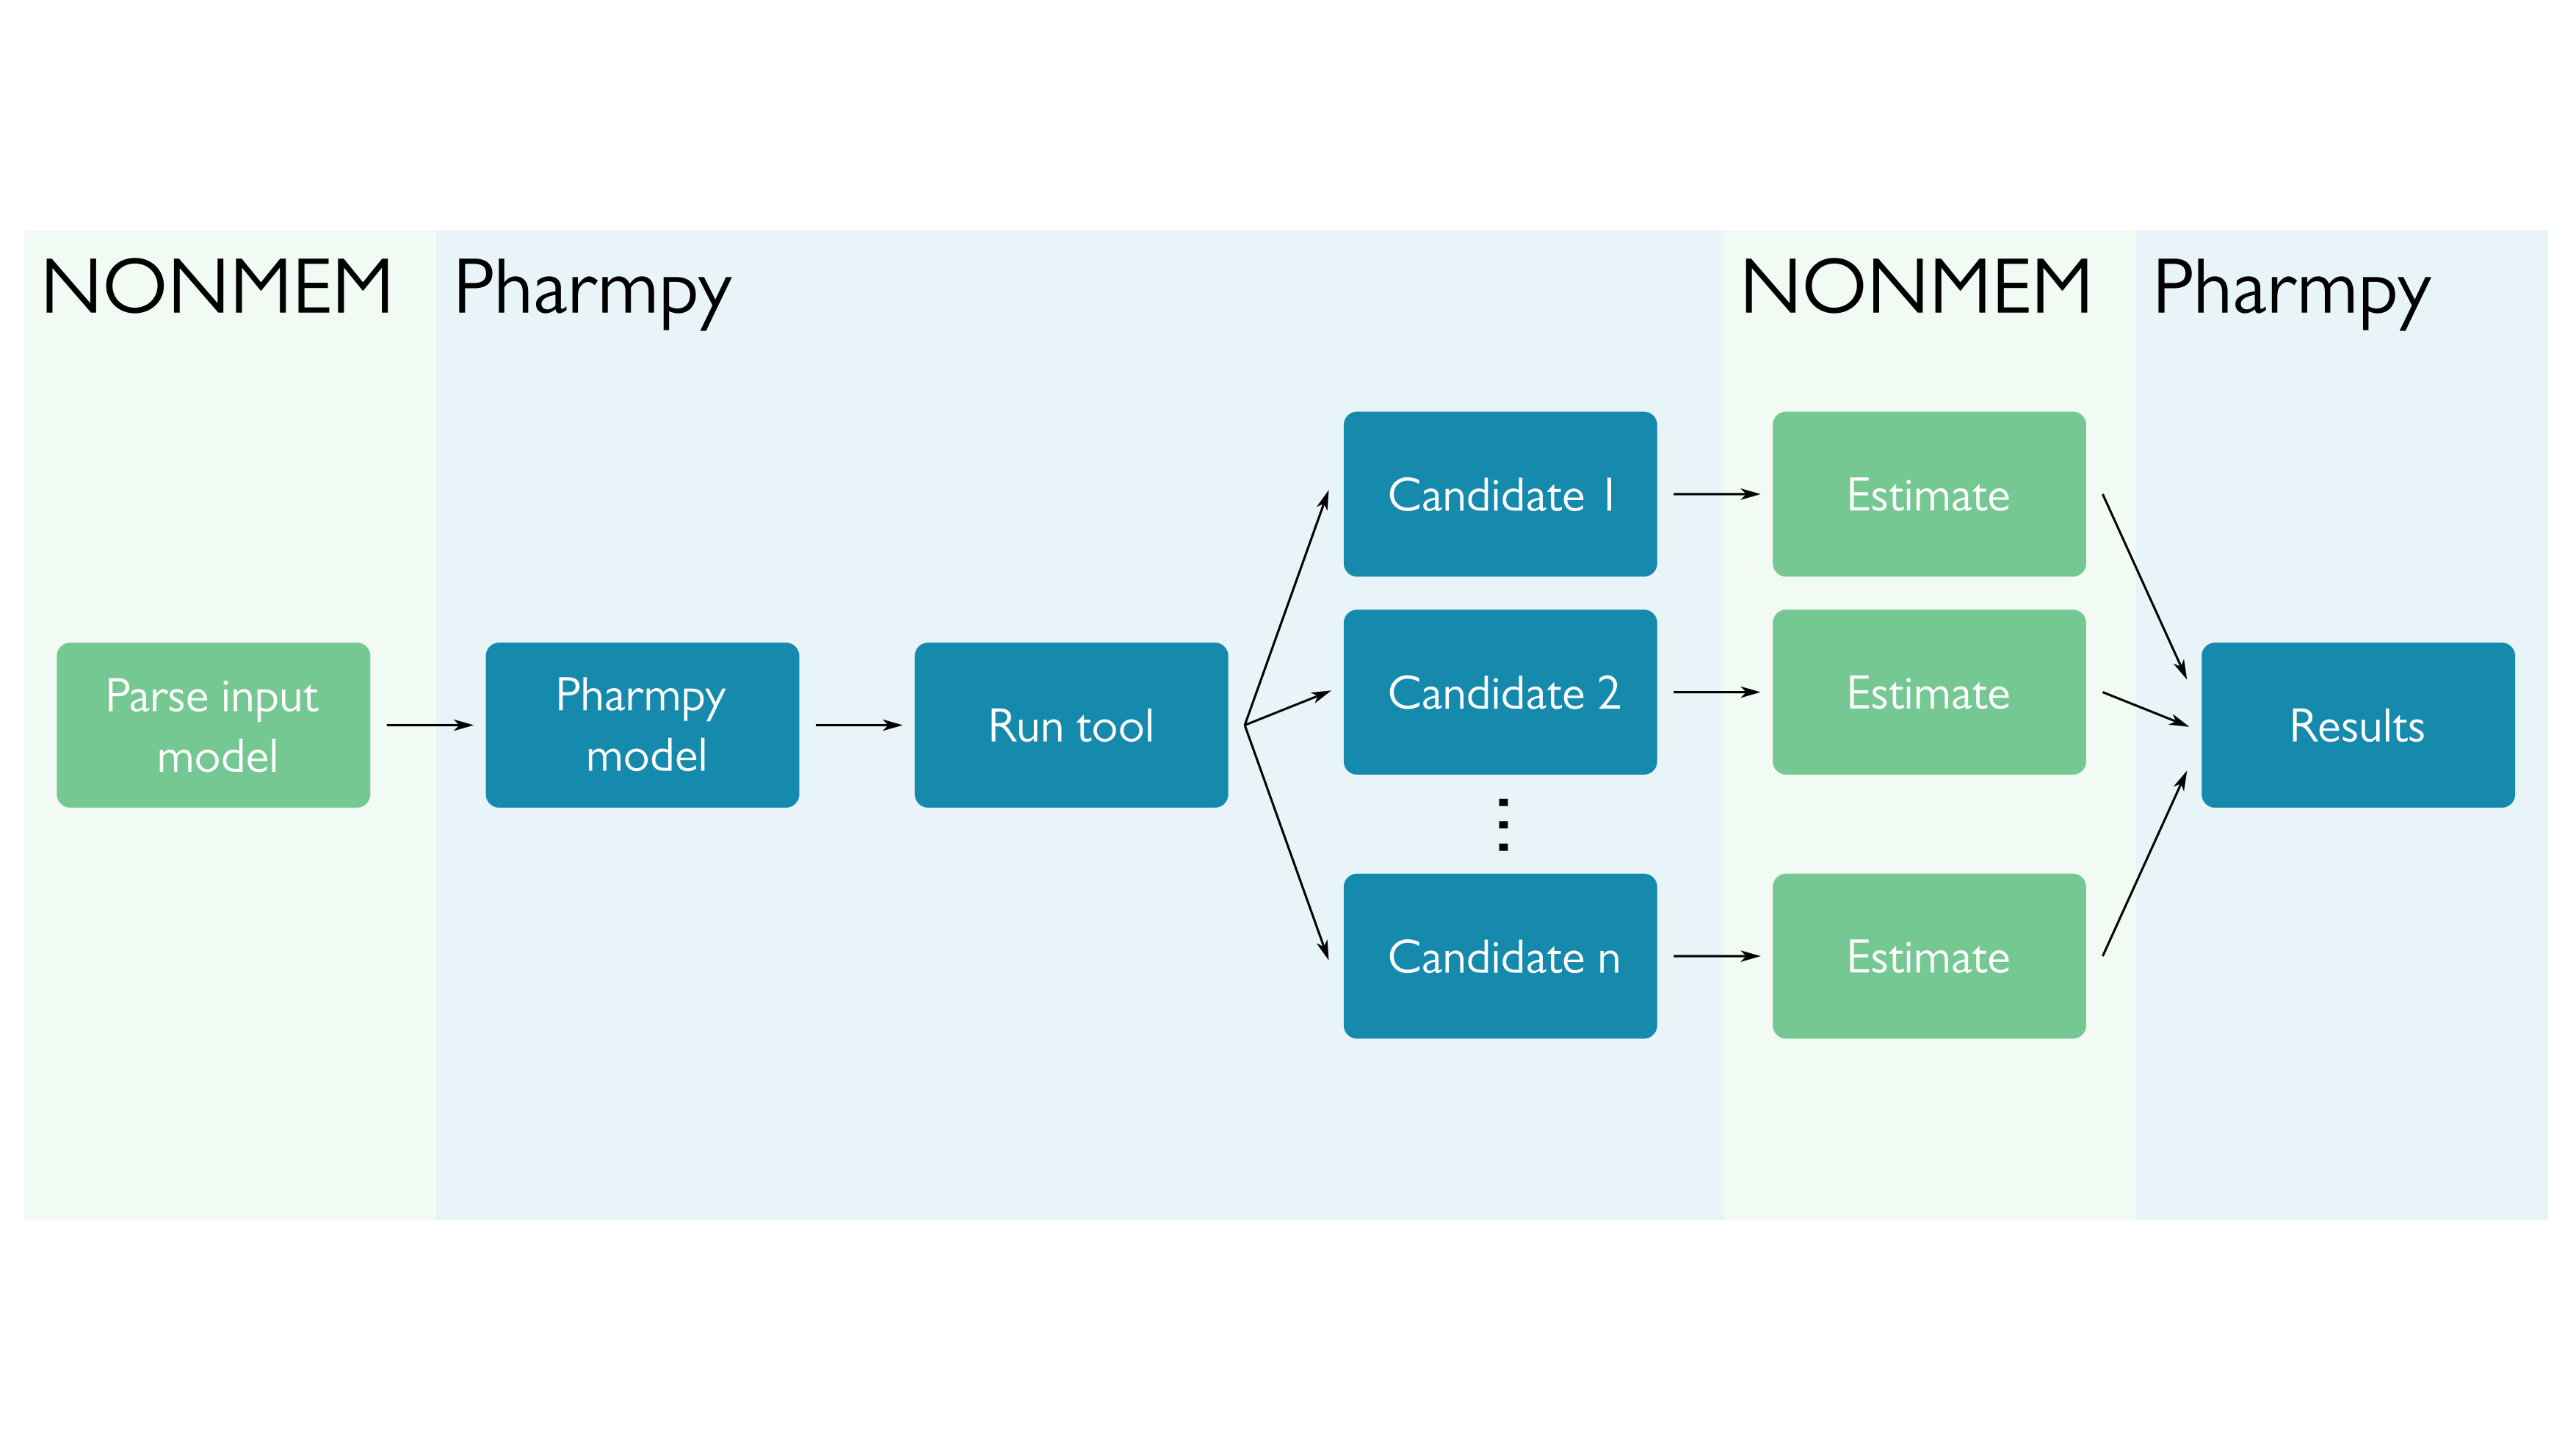 NONMEM
Pharmpy
NONMEM
Pharmpy
Parse input
model
Pharmpy
model
Run tool
Candidate 1
Candidate 2
Candidate n
Estimate
Estimate
Estimate
Results